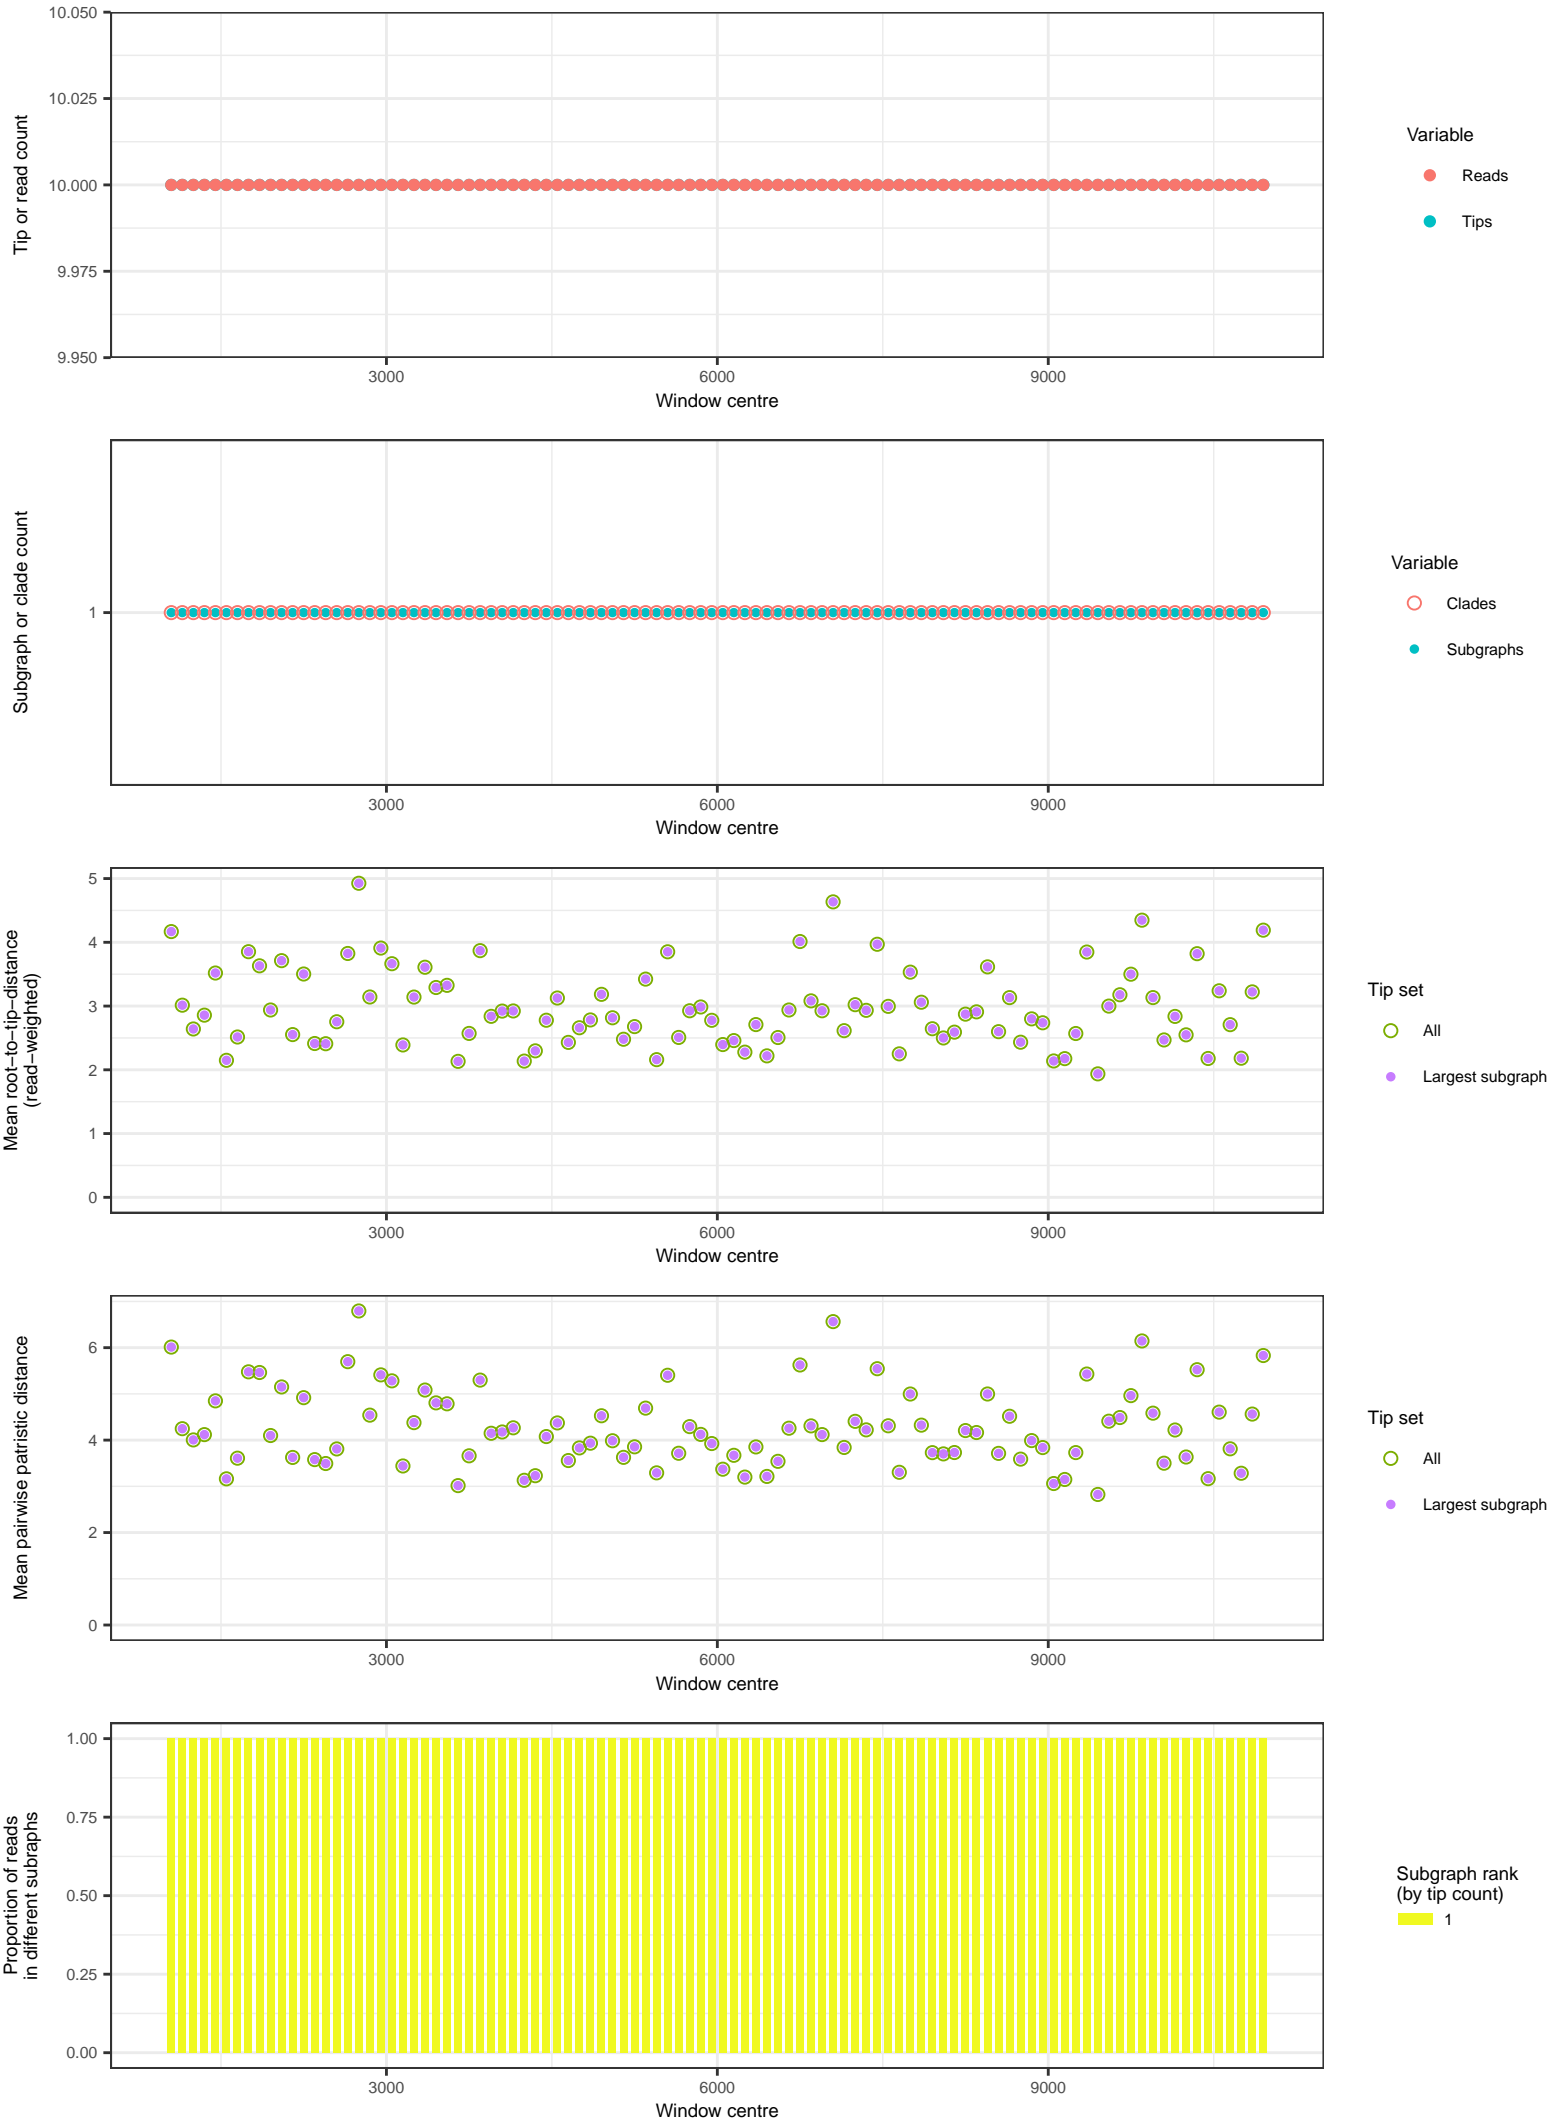 10.050
10.025
10.000
9.975
9.950
Tip or read count
3000
6000
9000
Window centre
Variable
Reads
Tips
1
Subgraph or clade count
3000
6000
9000
Window centre
Variable
Clades
Subgraphs
5
4
3
2
1
0
Mean root−to−tip−distance
(read−weighted)
3000
6000
9000
Window centre
Tip set
All
Largest subgraph
6
4
2
0
Mean pairwise patristic distance
3000
6000
9000
Window centre
Tip set
All
Largest subgraph
1.00
0.75
0.50
0.25
0.00
Proportion of reads
in different subraphs
3000
6000
9000
Window centre
Subgraph rank
(by tip count)
1